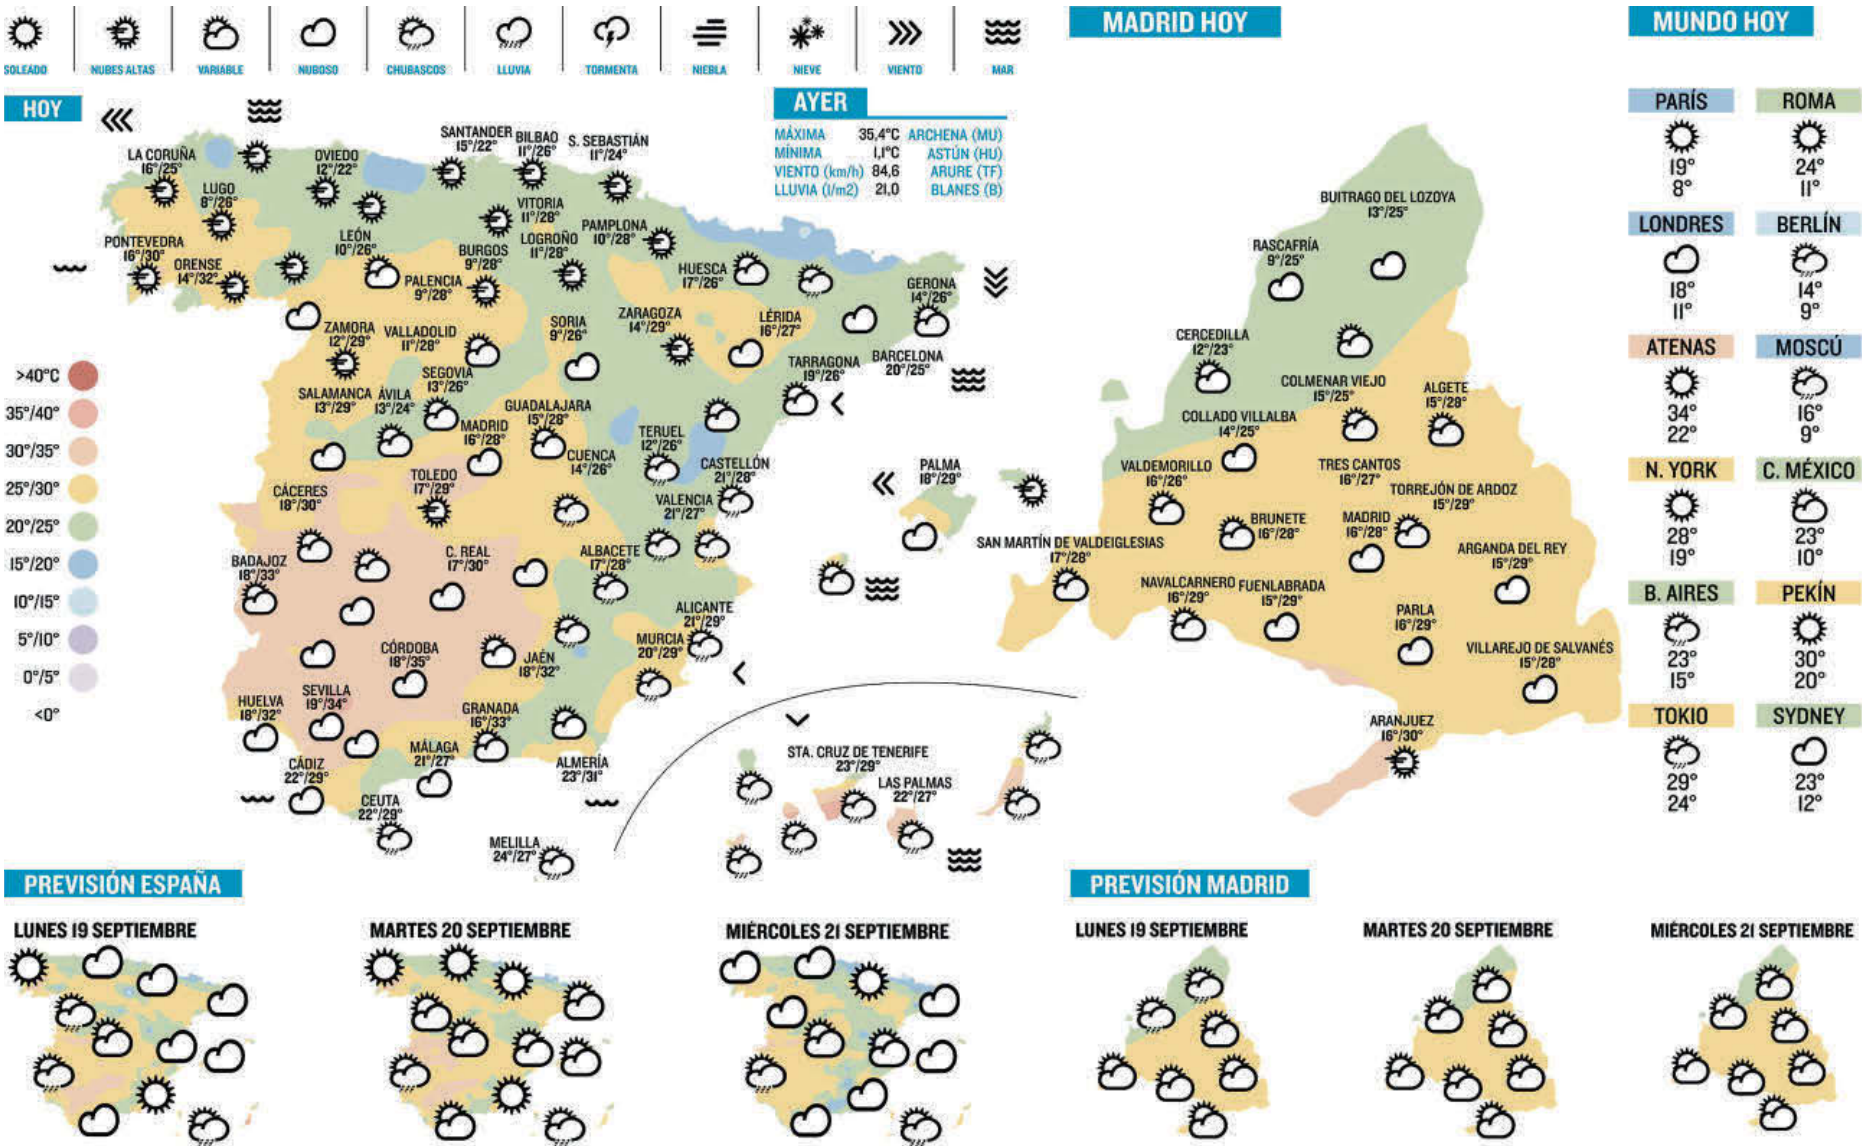 SOLEADO
NUBES ALTAS
VARIABLE
NUBOSO
CHUBASCOS
LLUVIA
TORMENTA
NIEBLA
NIEVE
VIENTO
MAR
HOY
AYER
MÁXIMA 35,4°C ARCHENA (MU)
MÍNIMA 1,1°C ASTÚN (HU)
VIENTO (km/h) 84,6 ARURE (TF)
LLUVIA (l/m2) 21,0 BLANES (B)
LA CORUÑA
16°/25°
LUGO
8°/26°
OVIEDO
12°/22°
SANTANDER
15°/22°
BILBAO
11°/26°
S. SEBASTIÁN
11°/24°
PONTEVEDRA
16°/30°
ORENSE
14°/32°
LEÓN
10°/26°
BURGOS
9°/28°
VITORIA
11°/28°
LOGROÑO
11°/28°
PAMPLONA
10°/28°
PALENCIA
9°/28°
HUESCA
17°/26°
GERONA
14°/26°
ZAMORA
12°/29°
VALLADOLID
11°/28°
SORIA
9°/26°
ZARAGOZA
14°/29°
LÉRIDA
16°/27°
TARRAGONA
19°/26°
BARCELONA
20°/25°
SEGOVIA
13°/26°
SALAMANCA
13°/29°
ÁVILA
13°/24°
GUADALAJARA
15°/28°
MADRID
16°/28°
CUENCA
14°/26°
TERUEL
12°/26°
CASTELLÓN
21°/28°
TOLEDO
17°/29°
CÁCERES
18°/30°
VALENCIA
21°/27°
PALMA
18°/29°
BADAJOZ
18°/33°
C. REAL
17°/30°
ALBACETE
17°/28°
ALICANTE
21°/29°
MURCIA
20°/29°
CÓRDOBA
18°/35°
JAÉN
18°/32°
HUELVA
18°/32°
SEVILLA
19°/34°
GRANADA
16°/33°
MÁLAGA
21°/27°
ALMERÍA
23°/31°
CÁDIZ
22°/29°
CEUTA
22°/29°
MELILLA
24°/27°
STA. CRUZ DE TENERIFE
23°/29°
LAS PALMAS
22°/27°
>40°C
35°/40°
30°/35°
25°/30°
20°/25°
15°/20°
10°/15°
5°/10°
0°/5°
<0°
MADRID HOY
BUITRAGO DEL LOZOYA
13°/25°
RASCAFRÍA
9°/25°
CERCEDILLA
12°/23°
COLMENAR VIEJO
15°/25°
ALGETE
15°/28°
COLLADO VILLALBA
14°/25°
VALDEMORILLO
16°/26°
TRES CANTOS
16°/27°
TORREJÓN DE ARDOZ
15°/29°
BRUNETE
16°/28°
MADRID
16°/28°
SAN MARTÍN DE VALDEIGLESIAS
17°/28°
ARGANDA DEL REY
15°/29°
NAVALCARNERO
16°/29°
FUENLABRADA
15°/29°
PARLA
16°/29°
VILLAREJO DE SALVANÉS
15°/28°
ARANJUEZ
16°/30°
MUNDO HOY
PARÍS
19°
8°
ROMA
24°
11°
LONDRES
18°
11°
BERLÍN
14°
9°
ATENAS
34°
22°
MOSCÚ
16°
9°
N. YORK
28°
19°
C. MÉXICO
23°
10°
B. AIRES
23°
15°
PEKÍN
30°
20°
TOKIO
29°
24°
SYDNEY
23°
12°
PREVISIÓN ESPAÑA
LUNES 19 SEPTIEMBRE
MARTES 20 SEPTIEMBRE
MIÉRCOLES 21 SEPTIEMBRE
PREVISIÓN MADRID
LUNES 19 SEPTIEMBRE
MARTES 20 SEPTIEMBRE
MIÉRCOLES 21 SEPTIEMBRE